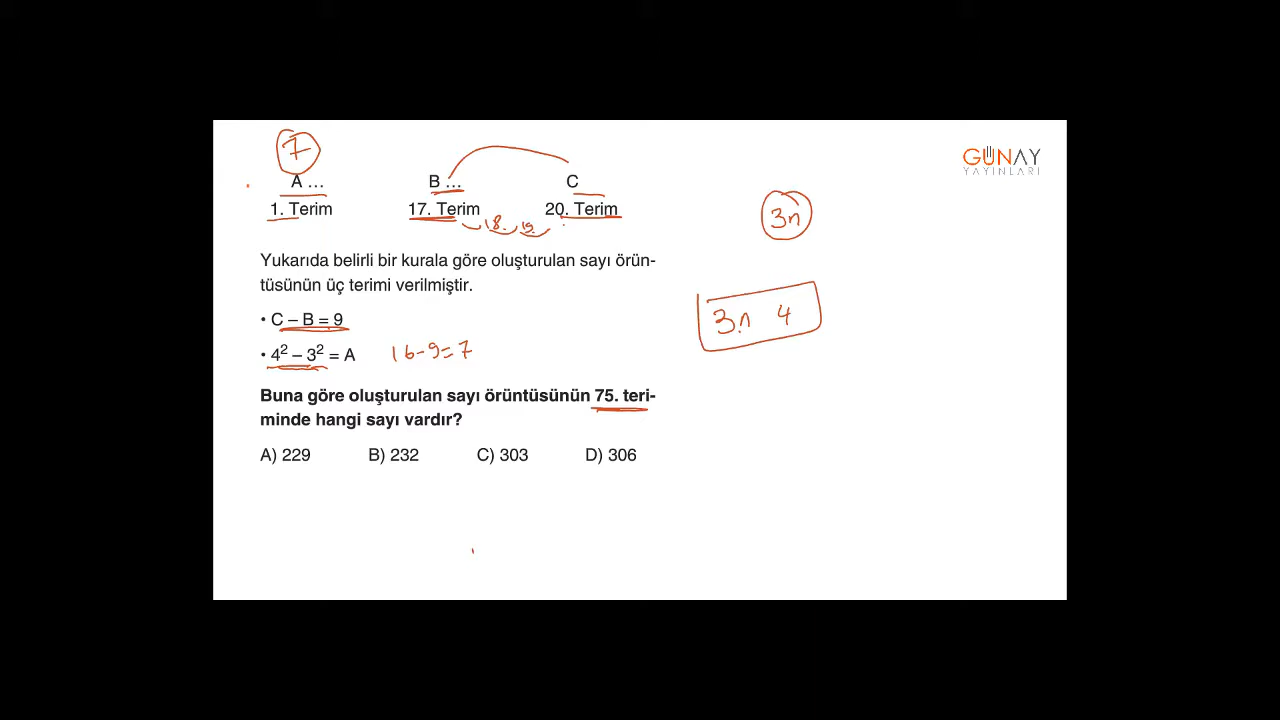 7
GÜNAY
YAYINLARI
A ... B ... C
1. Terim 17. Terim 20. Terim
18. 19.
3n
Yukarıda belirli bir kurala göre oluşturulan sayı örün-
tüsünün üç terimi verilmiştir.
• C – B = 9
3n 4
• 4² – 3² = A 16-9=7
Buna göre oluşturulan sayı örüntüsünün 75. teri-
minde hangi sayı vardır?
A) 229 B) 232 C) 303 D) 306